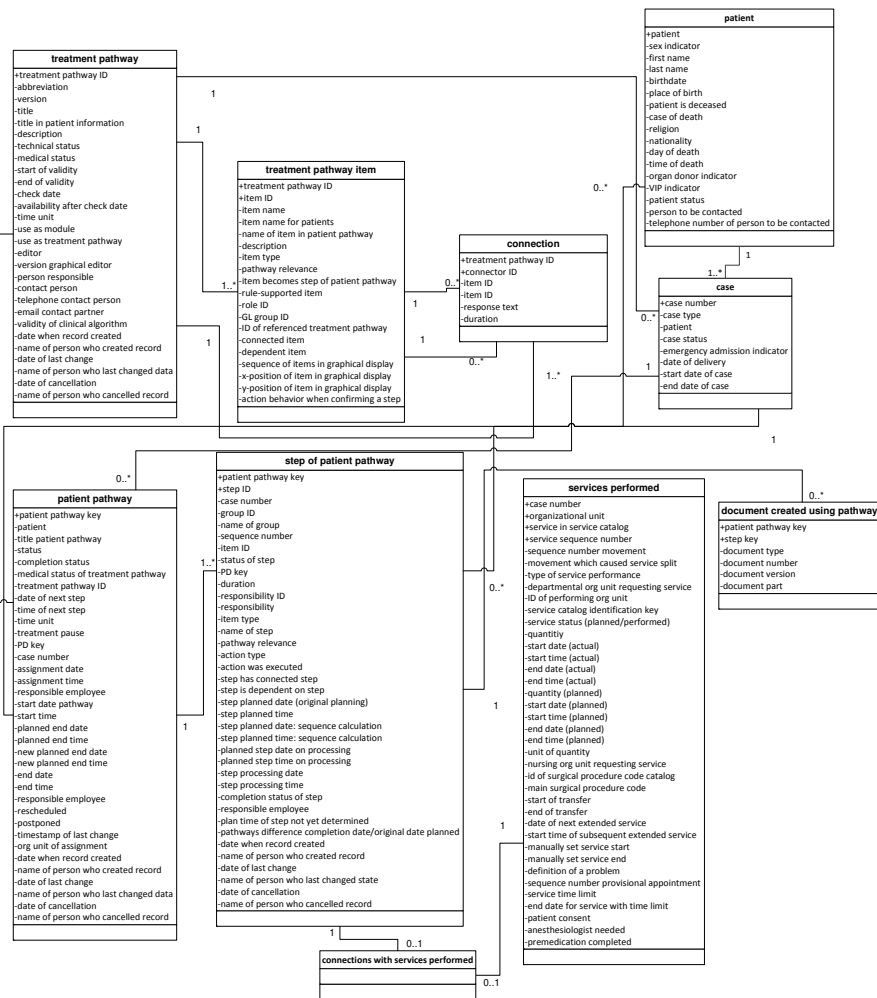 patient
+patient
-sex indicator
-first name
-last name
-birthdate
-place of birth
-patient is deceased
-case of death
-religion
-nationality
-day of death
-time of death
-organ donor indicator
-VIP indicator
-patient status
-person to be contacted
-telephone number of person to be contacted
treatment pathway
+treatment pathway ID
-abbreviation
-version
-title
-title in patient information
-description
-technical status
-medical status
-start of validity
-end of validity
-check date
-availability after check date
-time unit
-use as module
-use as treatment pathway
-editor
-version graphical editor
-person responsible
-contact person
-telephone contact person
-email contact partner
-validity of clinical algorithm
-date when record created
-name of person who created record
-date of last change
-name of person who last changed data
-date of cancellation
-name of person who cancelled record
1
1
1
1..*
treatment pathway item
+treatment pathway ID
+item ID
-item name
-item name for patients
-name of item in patient pathway
-description
-item type
-pathway relevance
-item becomes step of patient pathway
-rule-supported item
-role ID
-GL group ID
-ID of referenced treatment pathway
-connected item
-dependent item
-sequence of items in graphical display
-x-position of item in graphical display
-y-position of item in graphical display
-action behavior when confirming a step
0..*
1
1
0..*
connection
+treatment pathway ID
+connector ID
-item ID
-item ID
-response text
-duration
1..*
0..*
1
1..*
case
+case number
-case type
-patient
-case status
-emergency admission indicator
-date of delivery
-start date of case
-end date of case
0..*
1
1
0..*
patient pathway
+patient pathway key
-patient
-title patient pathway
-status
-completion status
-medical status of treatment pathway
-treatment pathway ID
-date of next step
-time of next step
-time unit
-treatment pause
-PD key
-case number
-assignment date
-assignment time
-responsible employee
-start date pathway
-start time
-planned end date
-planned end time
-new planned end date
-new planned end time
-end date
-end time
-responsible employee
-rescheduled
-postponed
-timestamp of last change
-org unit of assignment
-date when record created
-name of person who created record
-date of last change
-name of person who last changed data
-date of cancellation
-name of person who cancelled record
1..*
1
step of patient pathway
+patient pathway key
+step ID
-case number
-group ID
-name of group
-sequence number
-item ID
-status of step
-PD key
-duration
-responsibility ID
-responsibility
-item type
-name of step
-pathway relevance
-action type
-action was executed
-step has connected step
-step is dependent on step
-step planned date (original planning)
-step planned time
-step planned date: sequence calculation
-step planned time: sequence calculation
-planned step date on processing
-planned step time on processing
-step processing date
-step processing time
-completion status of step
-responsible employee
-plan time of step not yet determined
-pathways difference completion date/original date planned
-date when record created
-name of person who created record
-date of last change
-name of person who last changed state
-date of cancellation
-name of person who cancelled record
0..*
1
1
services performed
+case number
+organizational unit
+service in service catalog
+service sequence number
-sequence number movement
-movement which caused service split
-type of service performance
-departmental org unit requesting service
-ID of performing org unit
-service catalog identification key
-service status (planned/performed)
-quantitiy
-start date (actual)
-start time (actual)
-end date (actual)
-end time (actual)
-quantity (planned)
-start date (planned)
-start time (planned)
-end date (planned)
-end time (planned)
-unit of quantity
-nursing org unit requesting service
-id of surgical procedure code catalog
-main surgical procedure code
-start of transfer
-end of transfer
-date of next extended service
-start time of subsequent extended service
-manually set service start
-manually set service end
-definition of a problem
-sequence number provisional appointment
-service time limit
-end date for service with time limit
-patient consent
-anesthesiologist needed
-premedication completed
0..*
document created using pathway
+patient pathway key
+step key
-document type
-document number
-document version
-document part
1
0..1
connections with services performed
0..1